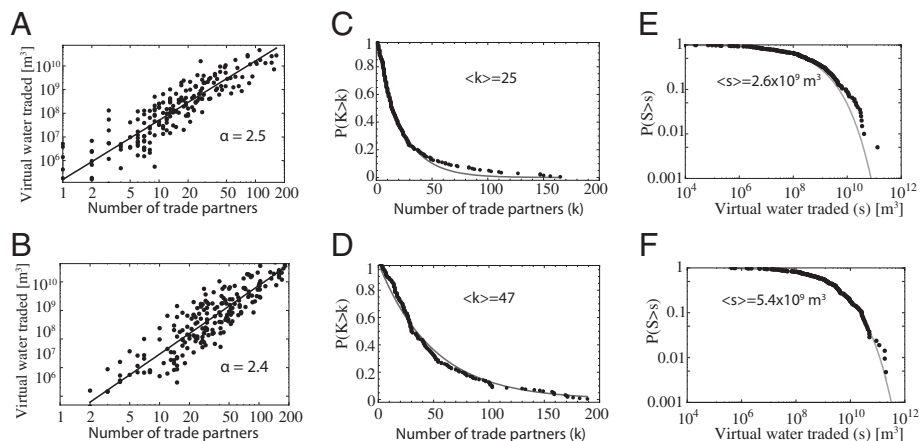 A
Virtual water traded [m³]
10¹⁰
10⁹
10⁸
10⁷
10⁶
α = 2.5
1 2 5 10 20 50 100 200
Number of trade partners
C
P(K>k)
1.0
0.8
0.6
0.4
0.2
0
<k>=25
0 50 100 150 200
Number of trade partners (k)
E
P(S>s)
1
0.1
0.01
0.001
<s>=2.6x10⁹ m³
10⁴ 10⁶ 10⁸ 10¹⁰ 10¹²
Virtual water traded (s) [m³]
B
Virtual water traded [m³]
10¹⁰
10⁹
10⁸
10⁷
10⁶
α = 2.4
1 2 5 10 20 50 100 200
Number of trade partners
D
P(K>k)
1.0
0.8
0.6
0.4
0.2
0
<k>=47
0 50 100 150 200
Number of trade partners (k)
F
P(S>s)
1
0.1
0.01
0.001
<s>=5.4x10⁹ m³
10⁴ 10⁶ 10⁸ 10¹⁰ 10¹²
Virtual water traded (s) [m³]